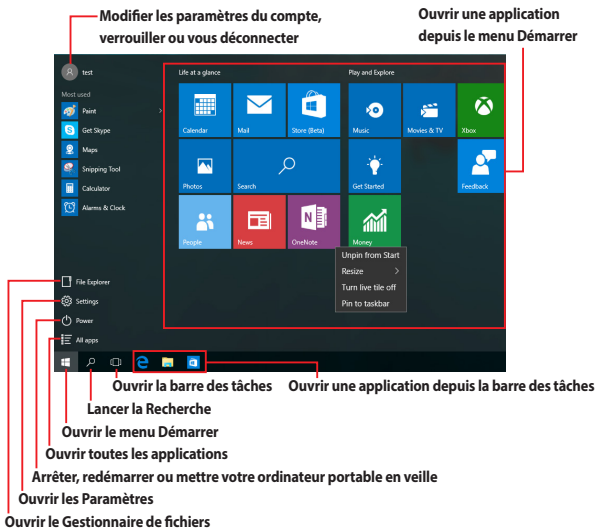 Modifier les paramètres du compte,
verrouiller ou vous déconnecter
Ouvrir une application
depuis le menu Démarrer
test
Most used
Paint
Get Skype
Maps
Snipping Tool
Calculator
Alarms & Clock
File Explorer
Settings
Power
All apps
Life at a glance
Calendar
Mail
Store (Beta)
Photos
Search
People
News
OneNote
Play and Explore
Music
Movies & TV
Xbox
Get Started
Feedback
Money
Unpin from Start
Resize
Turn live tile off
Pin to taskbar
Ouvrir la barre des tâches
Ouvrir une application depuis la barre des tâches
Lancer la Recherche
Ouvrir le menu Démarrer
Ouvrir toutes les applications
Arrêter, redémarrer ou mettre votre ordinateur portable en veille
Ouvrir les Paramètres
Ouvrir le Gestionnaire de fichiers